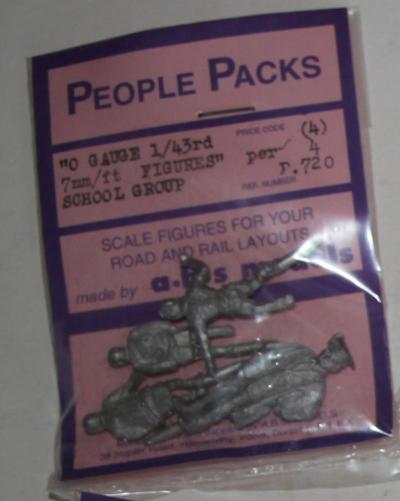 PEOPLE PACKS
"O GAUGE 1/43rd
7mm/ft FIGURES"
SCHOOL GROUP
PRICE CODE (4)
per 4
F.720
REF. NUMBER
SCALE FIGURES FOR YOUR
ROAD AND RAIL LAYOUTS
made by